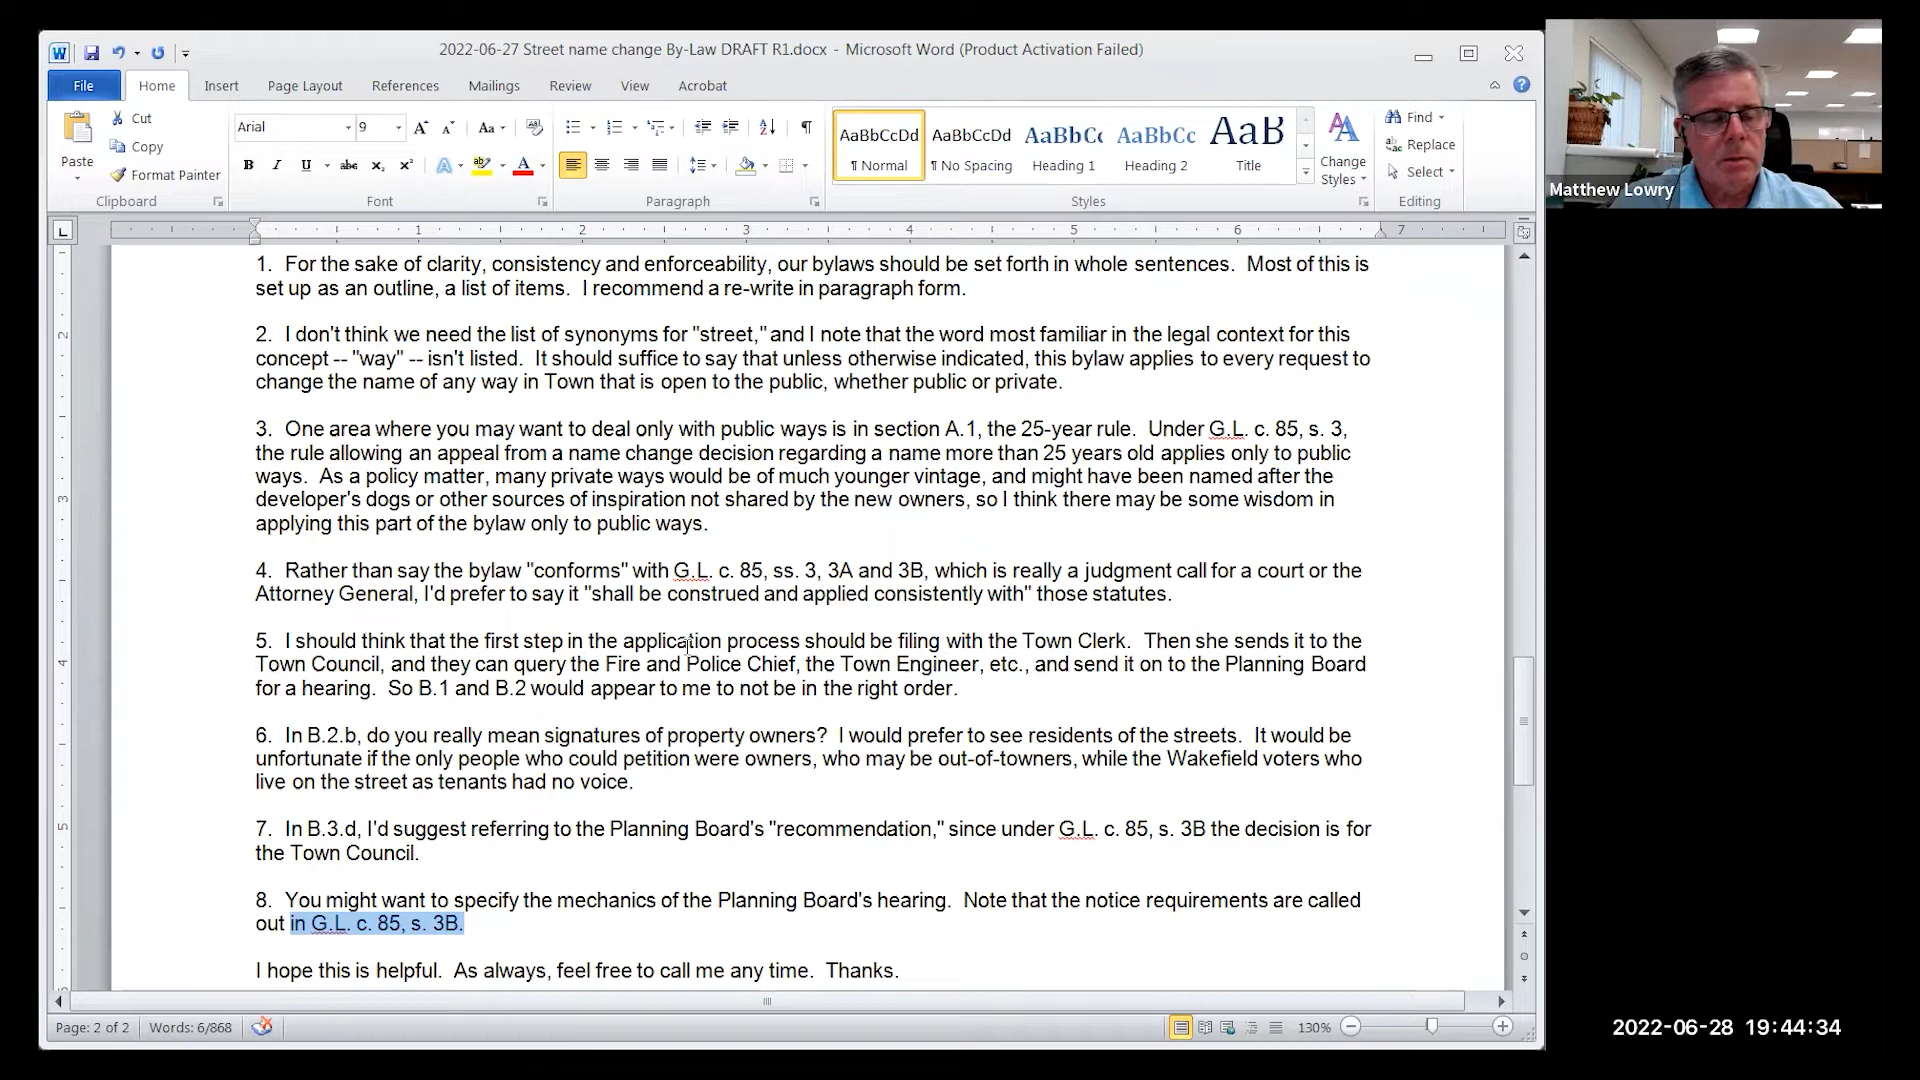 2022-06-27 Street name change By-Law DRAFT R1.docx - Microsoft Word (Product Activation Failed)
File Home Insert Page Layout References Mailings Review View Acrobat
Paste
Cut
Copy
Format Painter
Clipboard
Arial 9
Font
Paragraph
AaBbCcDd
¶ Normal
AaBbCcDd
¶ No Spacing
AaBbCc
Heading 1
AaBbCc
Heading 2
AaB
Title
Change
Styles
Styles
Find
Replace
Select
Editing
Matthew Lowry
1 2 3 4 5 6 7
1. For the sake of clarity, consistency and enforceability, our bylaws should be set forth in whole sentences. Most of this is
set up as an outline, a list of items. I recommend a re-write in paragraph form.
2. I don't think we need the list of synonyms for "street," and I note that the word most familiar in the legal context for this
concept -- "way" -- isn't listed. It should suffice to say that unless otherwise indicated, this bylaw applies to every request to
change the name of any way in Town that is open to the public, whether public or private.
3. One area where you may want to deal only with public ways is in section A.1, the 25-year rule. Under G.L. c. 85, s. 3,
the rule allowing an appeal from a name change decision regarding a name more than 25 years old applies only to public
ways. As a policy matter, many private ways would be of much younger vintage, and might have been named after the
developer's dogs or other sources of inspiration not shared by the new owners, so I think there may be some wisdom in
applying this part of the bylaw only to public ways.
4. Rather than say the bylaw "conforms" with G.L. c. 85, ss. 3, 3A and 3B, which is really a judgment call for a court or the
Attorney General, I'd prefer to say it "shall be construed and applied consistently with" those statutes.
5. I should think that the first step in the application process should be filing with the Town Clerk. Then she sends it to the
Town Council, and they can query the Fire and Police Chief, the Town Engineer, etc., and send it on to the Planning Board
for a hearing. So B.1 and B.2 would appear to me to not be in the right order.
6. In B.2.b, do you really mean signatures of property owners? I would prefer to see residents of the streets. It would be
unfortunate if the only people who could petition were owners, who may be out-of-towners, while the Wakefield voters who
live on the street as tenants had no voice.
7. In B.3.d, I'd suggest referring to the Planning Board's "recommendation," since under G.L. c. 85, s. 3B the decision is for
the Town Council.
8. You might want to specify the mechanics of the Planning Board's hearing. Note that the notice requirements are called
out in G.L. c. 85, s. 3B.
I hope this is helpful. As always, feel free to call me any time. Thanks.
Page: 2 of 2 Words: 6/868 130%
2022-06-28 19:44:34